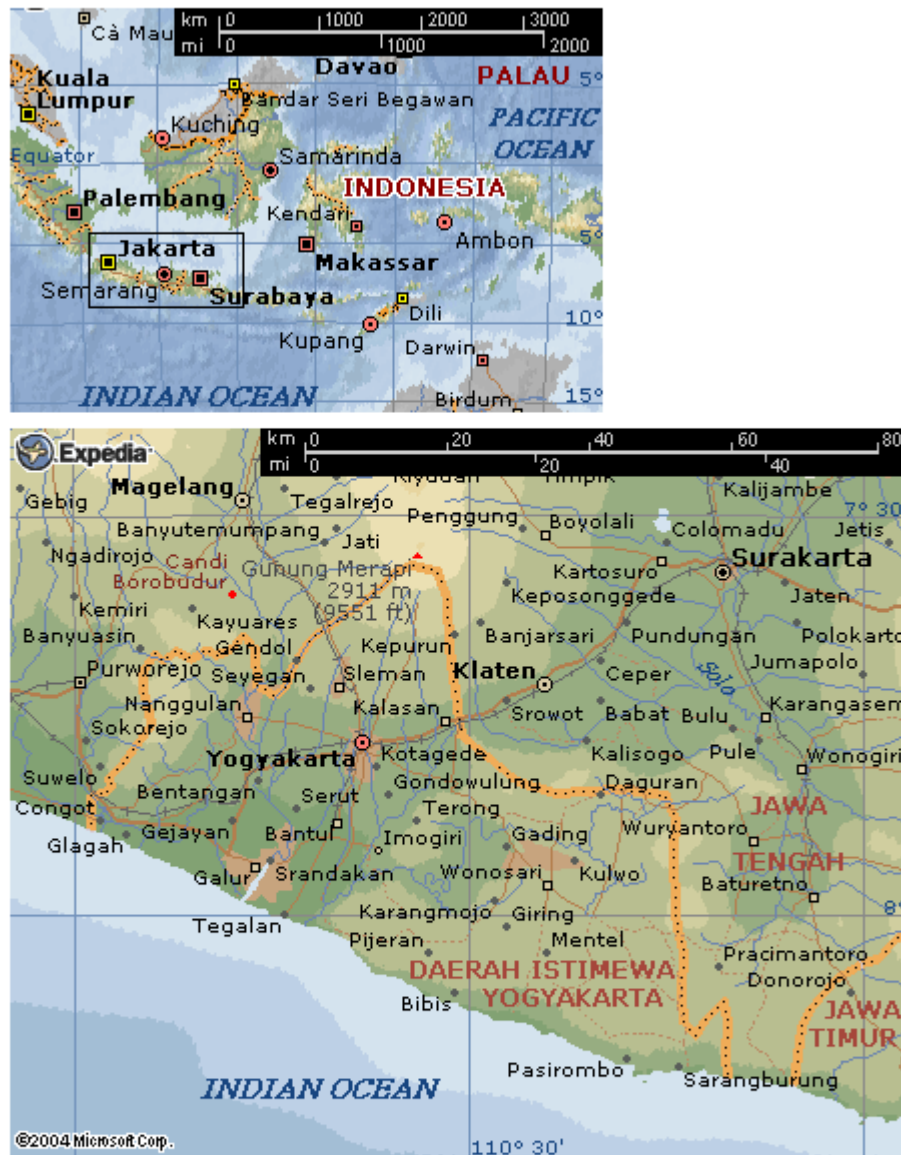 km 0 1000 2000 3000
mi 0 1000 2000
Cà Mau
Davao
PALAU
5°
Kuala
Lumpur
Bandar Seri Begawan
PACIFIC
OCEAN
Kuching
Equator
Samarinda
INDONESIA
Palembang
Kendari
Ambon
5°
Jakarta
Makassar
Semarang
Surabaya
Dili
10°
Kupang
Darwin
INDIAN OCEAN
Birdum
15°
Expedia
km 0 20 40 60 80
mi 0 20 40
Magelang
Gebig
Tegalrejo
Penggung
Kalijambe
7° 30
Banyutemumpang
Boyolali
Colomadu
Jetis
Ngadirojo
Jati
Candi
Borobudur
Gunung Merapi
2911 m
(9551 ft)
Kartosuro
Surakarta
Keposonggede
Jaten
Kemiri
Kayuares
Banyuasin
Gendol
Kepurun
Banjarsari
Pundungan
Polokarto
Purworejo
Seyegan
Sleman
Klaten
Ceper
Solo
Jumapolo
Nanggulan
Kalasan
Srowot
Babat
Bulu
Karangasem
Sokorejo
Yogyakarta
Kotagede
Kalisogo
Pule
Wonogiri
Suwelo
Bentangan
Gondowulung
Daguran
Congot
Serut
Terong
JAWA
TENGAH
Glagah
Gejayan
Bantul
Imogiri
Gading
Wuryantoro
Galur
Srandakan
Wonosari
Kulwo
Baturetno
Tegalan
Karangmojo
Giring
8°
Pijeran
Mentel
Pracimantoro
DAERAH ISTIMEWA
YOGYAKARTA
Donorojo
Bibis
JAWA
TIMUR
Pasirombo
Sarangburung
INDIAN OCEAN
©2004 Microsoft Corp.
110° 30'